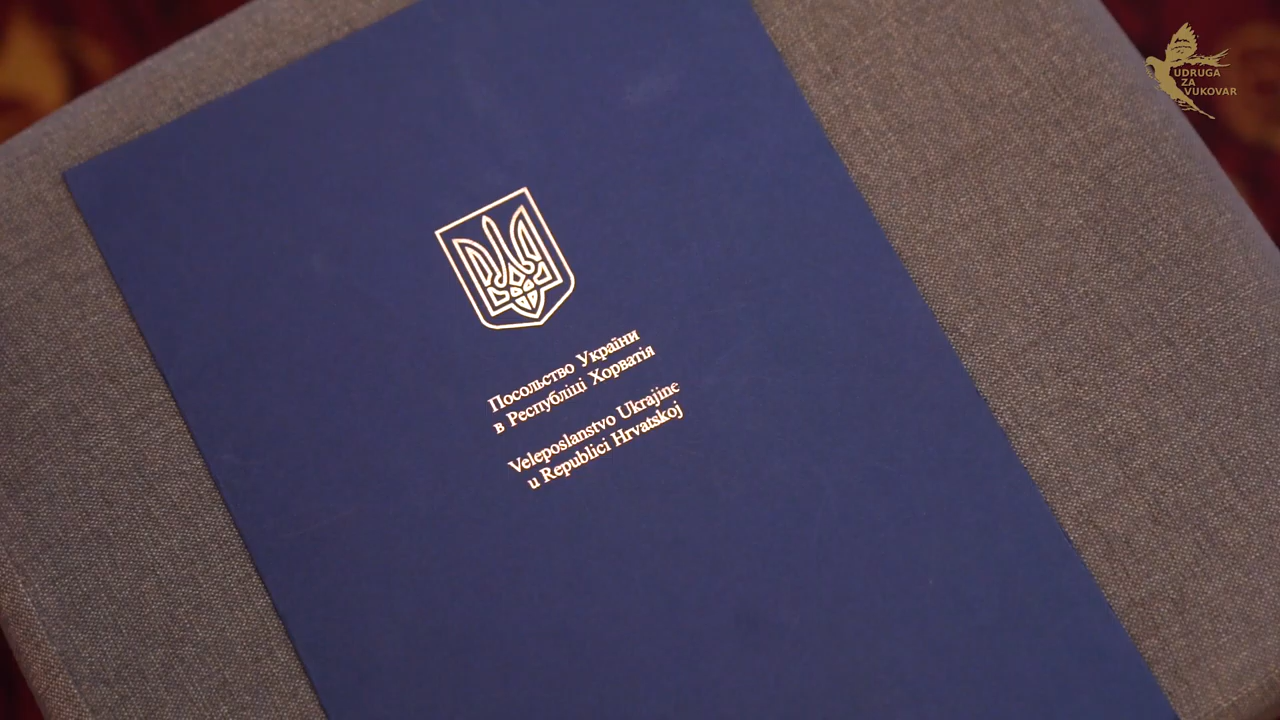 Посольство України
в Республіці Хорватія
Veleposlanstvo Ukrajine
u Republici Hrvatskoj
UDRUGA
ZA
VUKOVAR